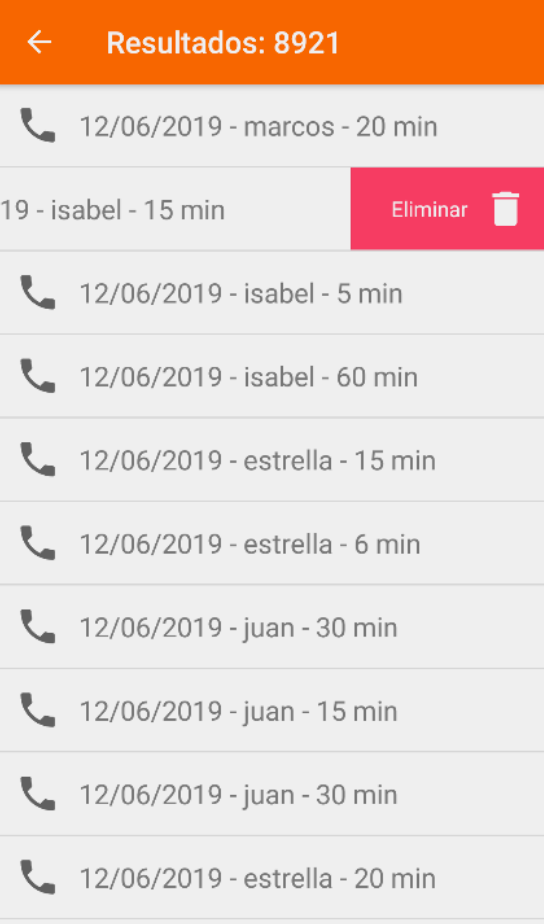 Resultados: 8921
12/06/2019 - marcos - 20 min
19 - isabel - 15 min Eliminar
12/06/2019 - isabel - 5 min
12/06/2019 - isabel - 60 min
12/06/2019 - estrella - 15 min
12/06/2019 - estrella - 6 min
12/06/2019 - juan - 30 min
12/06/2019 - juan - 15 min
12/06/2019 - juan - 30 min
12/06/2019 - estrella - 20 min